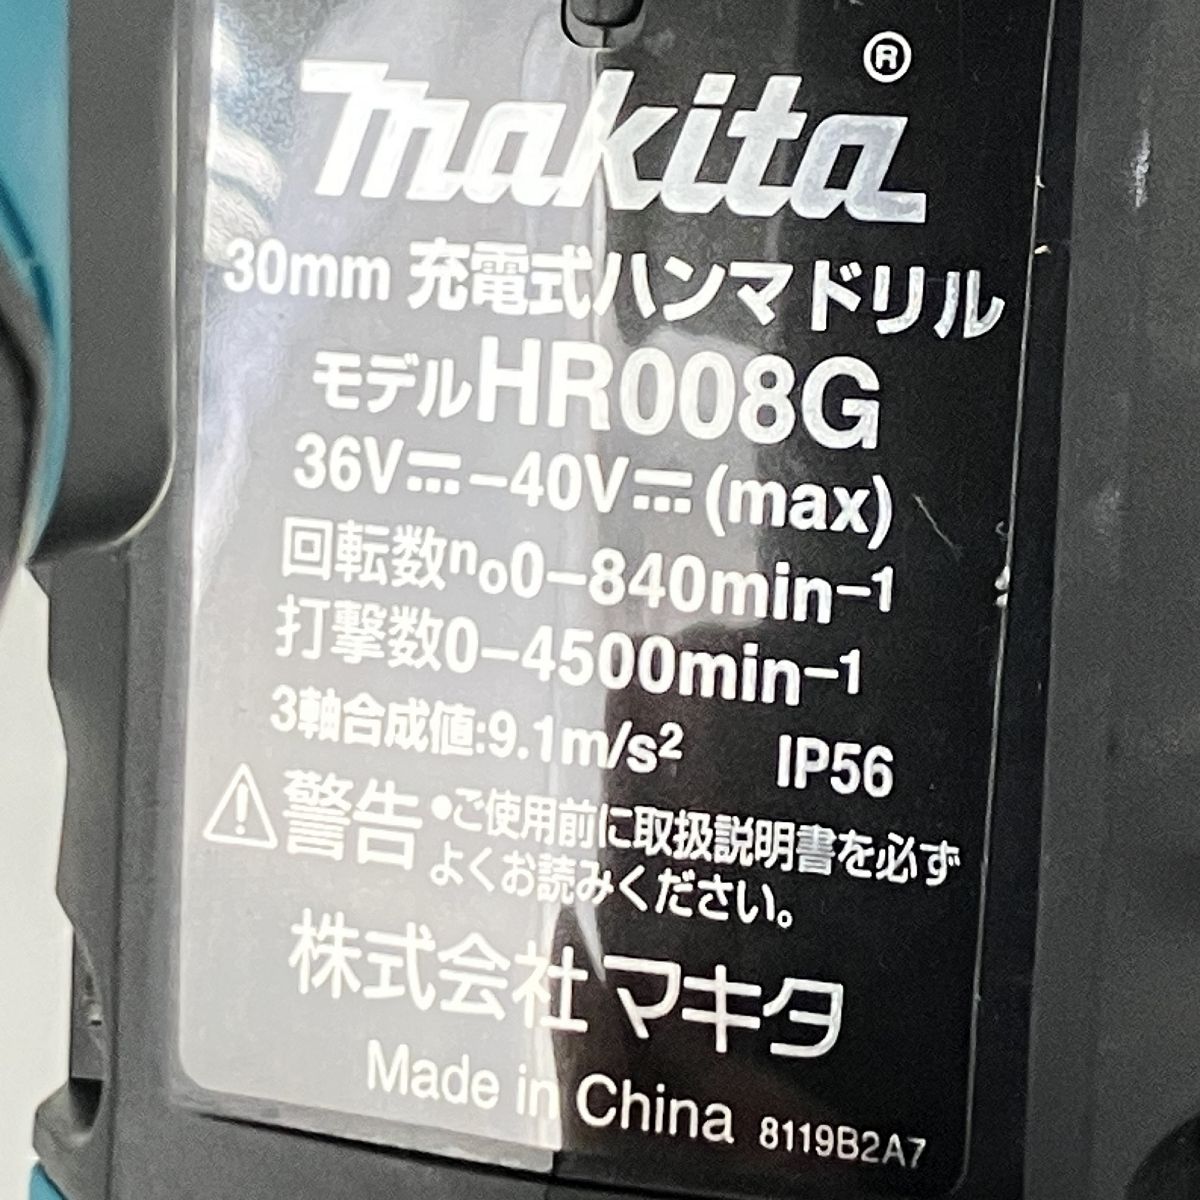 makita®
30mm 充電式ハンマドリル
モデルHR008G
36V⎓−40V⎓(max)
回転数n₀0−840min⁻¹
打撃数0−4500min⁻¹
3軸合成値:9.1m/s² IP56
⚠警告 •ご使用前に取扱説明書を必ず
よくお読みください。
株式会社マキタ
Made in China 8119B2A7